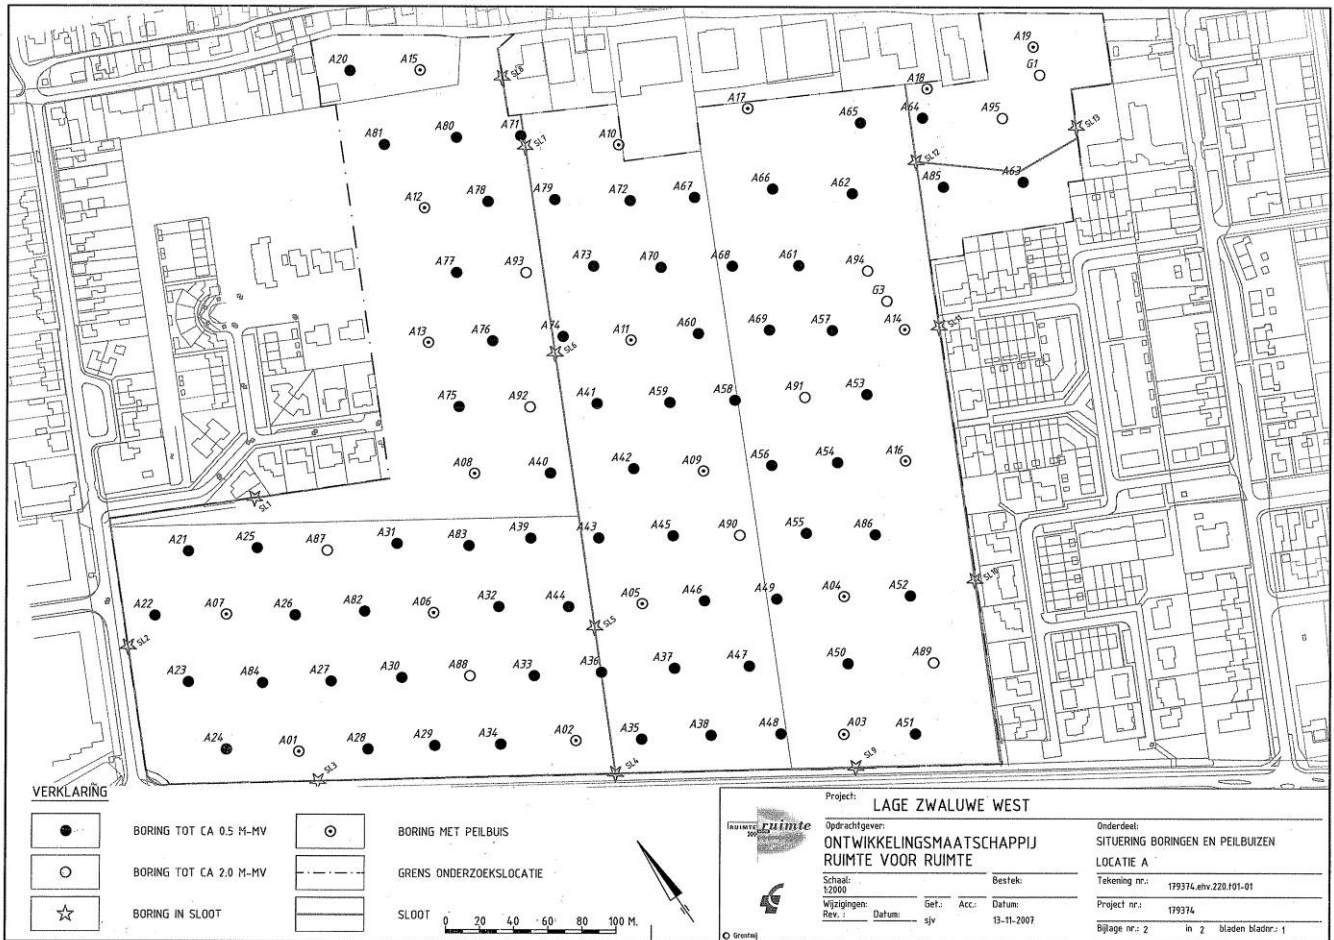 A20 A15 SL8 A19 G1
A18
A17 A65 A64 A95 SL13
A81 A80 A71 SL7 A10 SL12
A12 A78 A79 A72 A67 A66 A62 A85 A63
A77 A93 A73 A70 A68 A61 A94
G3
A13 A76 A74 SL6 A11 A60 A69 A57 A14 SL11
A75 A92 A41 A59 A58 A91 A53
A08 A40 A42 A09 A56 A54 A16
SL1
A21 A25 A87 A31 A83 A39 A43 A45 A90 A55 A86
SL10
A22 A07 A26 A82 A06 A32 A44 A05 A46 A49 A04 A52
SL2 SL5
A23 A84 A27 A30 A88 A33 A36 A37 A47 A50 A89
A24 A01 A28 A29 A34 A02 A35 A38 A48 A03 A51
SL3 SL4 SL9
VERKLARING
BORING TOT CA 0.5 M-MV
BORING TOT CA 2.0 M-MV
BORING IN SLOOT
BORING MET PEILBUIS
GRENS ONDERZOEKSLOCATIE
SLOOT
0 20 40 60 80 100 M.
RUIMTE ruimte
Grontmij
Project: LAGE ZWALUWE WEST
Opdrachtgever:
ONTWIKKELINGSMAATSCHAPPIJ
RUIMTE VOOR RUIMTE
Onderdeel:
SITUERING BORINGEN EN PEILBUIZEN
LOCATIE A
Schaal: Bestek:
1:2000
Tekening nr.: 179374.ehv.220.t01-01
Wijzigingen: Get.: Acc.: Datum:
Rev. : Datum: sjv 13-11-2007
Project nr.: 179374
Bijlage nr.: 2 in 2 bladen bladnr.: 1